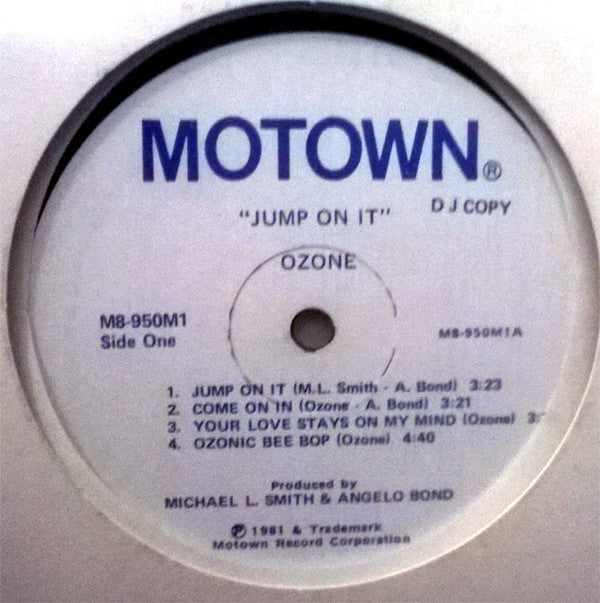 MOTOWN®
D J COPY
"JUMP ON IT"
OZONE
M8-950M1
Side One
M8-950M1A
1. JUMP ON IT (M.L. Smith - A. Bond) 3:23
2. COME ON IN (Ozone - A. Bond) 3:21
3. YOUR LOVE STAYS ON MY MIND (Ozone) 3:
4. OZONIC BEE BOP (Ozone) 4:40
Produced by
MICHAEL L. SMITH & ANGELO BOND
℗ 1981 & Trademark
Motown Record Corporation